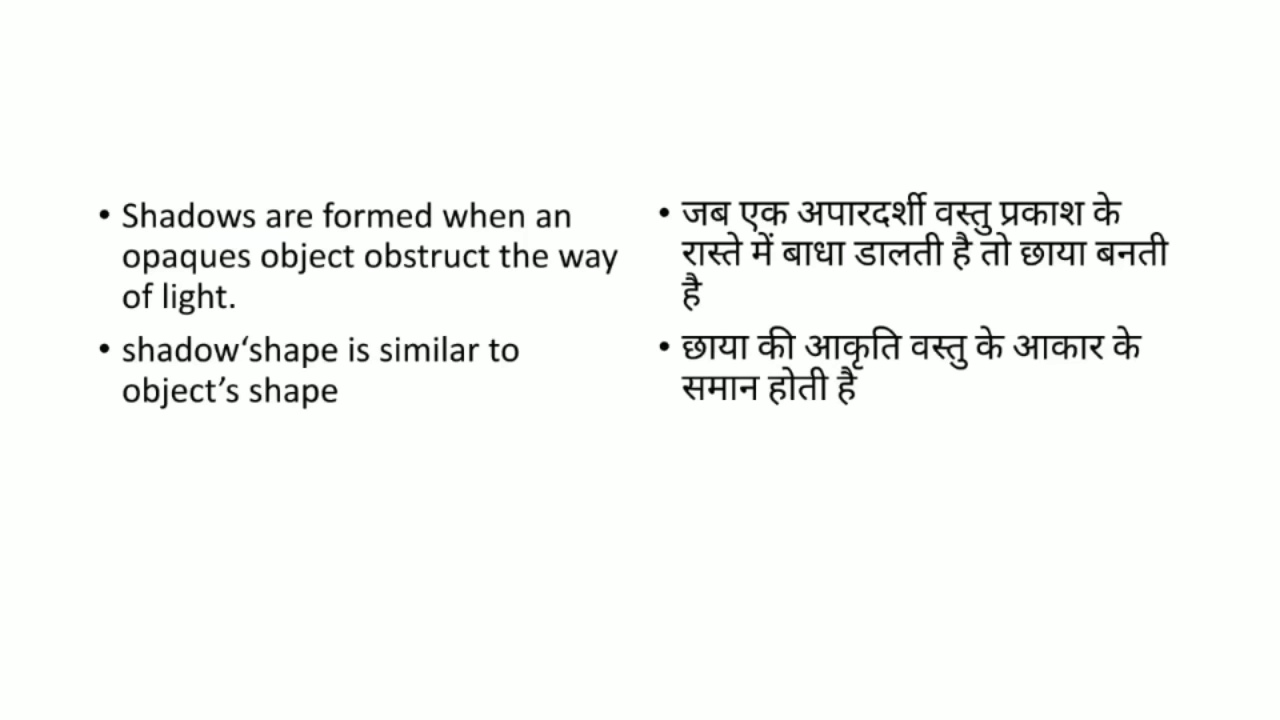 • Shadows are formed when an
opaques object obstruct the way
of light.
• shadow‘shape is similar to
object’s shape
• जब एक अपारदर्शी वस्तु प्रकाश के
रास्ते में बाधा डालती है तो छाया बनती
है
• छाया की आकृति वस्तु के आकार के
समान होती है